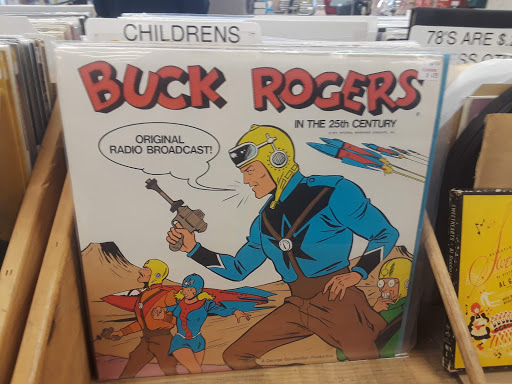 CHILDRENS
78'S ARE $.
BUCK ROGERS
IN THE 25th CENTURY
ORIGINAL
RADIO BROADCAST!